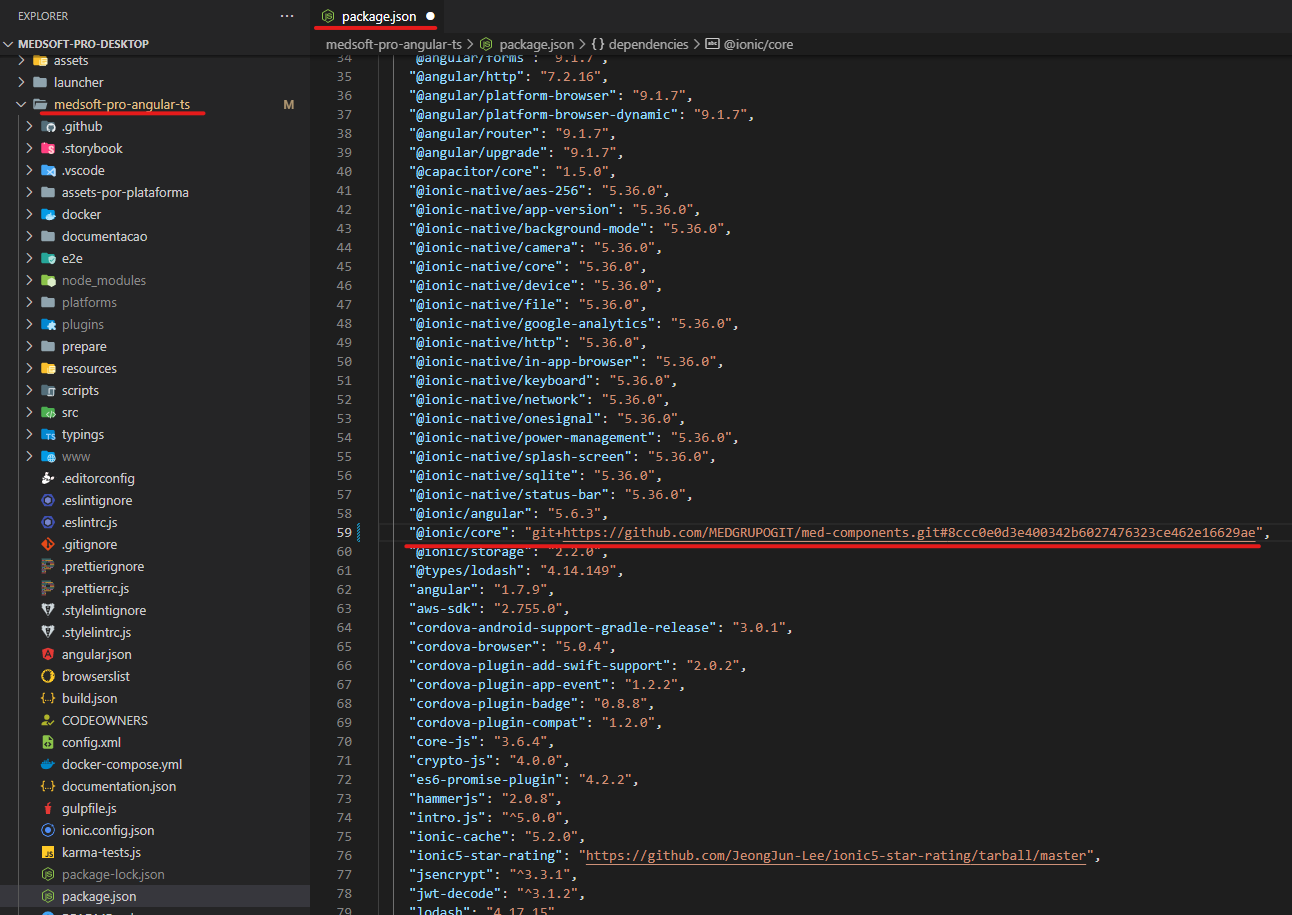 EXPLORER
···
MEDSOFT-PRO-DESKTOP
assets
launcher
medsoft-pro-angular-ts
M
.github
.storybook
.vscode
assets-por-plataforma
docker
documentacao
e2e
node_modules
platforms
plugins
prepare
resources
scripts
src
typings
www
.editorconfig
.eslintignore
.eslintrc.js
.gitignore
.prettierignore
.prettierrc.js
.stylelintignore
.stylelintrc.js
angular.json
browserslist
build.json
CODEOWNERS
config.xml
docker-compose.yml
documentation.json
gulpfile.js
ionic.config.json
karma-tests.js
package-lock.json
package.json
package.json
medsoft-pro-angular-ts > package.json > { } dependencies > @ionic/core
34 "@angular/forms": "9.1.7",
35 "@angular/http": "7.2.16",
36 "@angular/platform-browser": "9.1.7",
37 "@angular/platform-browser-dynamic": "9.1.7",
38 "@angular/router": "9.1.7",
39 "@angular/upgrade": "9.1.7",
40 "@capacitor/core": "1.5.0",
41 "@ionic-native/aes-256": "5.36.0",
42 "@ionic-native/app-version": "5.36.0",
43 "@ionic-native/background-mode": "5.36.0",
44 "@ionic-native/camera": "5.36.0",
45 "@ionic-native/core": "5.36.0",
46 "@ionic-native/device": "5.36.0",
47 "@ionic-native/file": "5.36.0",
48 "@ionic-native/google-analytics": "5.36.0",
49 "@ionic-native/http": "5.36.0",
50 "@ionic-native/in-app-browser": "5.36.0",
51 "@ionic-native/keyboard": "5.36.0",
52 "@ionic-native/network": "5.36.0",
53 "@ionic-native/onesignal": "5.36.0",
54 "@ionic-native/power-management": "5.36.0",
55 "@ionic-native/splash-screen": "5.36.0",
56 "@ionic-native/sqlite": "5.36.0",
57 "@ionic-native/status-bar": "5.36.0",
58 "@ionic/angular": "5.6.3",
59 "@ionic/core": "git+https://github.com/MEDGRUPOGIT/med-components.git#8ccc0e0d3e400342b6027476323ce462e16629ae",
60 "@ionic/storage": "2.2.0",
61 "@types/lodash": "4.14.149",
62 "angular": "1.7.9",
63 "aws-sdk": "2.755.0",
64 "cordova-android-support-gradle-release": "3.0.1",
65 "cordova-browser": "5.0.4",
66 "cordova-plugin-add-swift-support": "2.0.2",
67 "cordova-plugin-app-event": "1.2.2",
68 "cordova-plugin-badge": "0.8.8",
69 "cordova-plugin-compat": "1.2.0",
70 "core-js": "3.6.4",
71 "crypto-js": "4.0.0",
72 "es6-promise-plugin": "4.2.2",
73 "hammerjs": "2.0.8",
74 "intro.js": "^5.0.0",
75 "ionic-cache": "5.2.0",
76 "ionic5-star-rating": "https://github.com/JeongJun-Lee/ionic5-star-rating/tarball/master",
77 "jsencrypt": "^3.3.1",
78 "jwt-decode": "^3.1.2",
79 "lodash": "4.17.15"